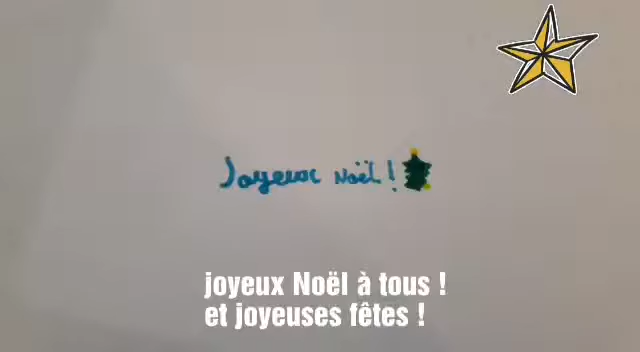 Joyeux Noël !
joyeux Noël à tous !
et joyeuses fêtes !